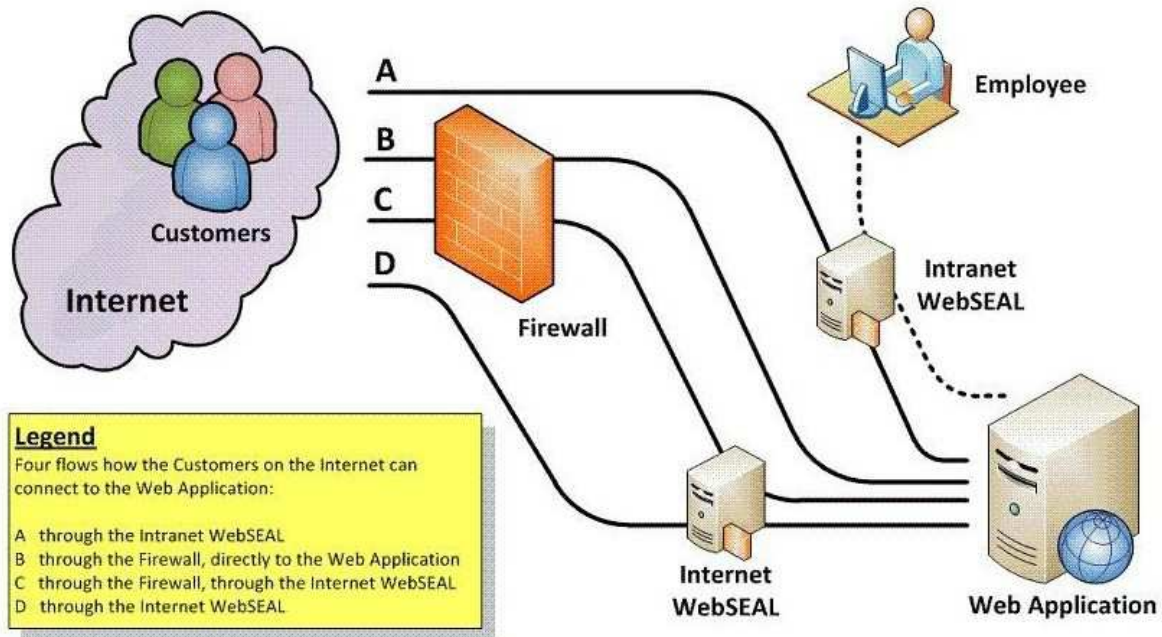 A
B
C
D
Customers
Internet
Firewall
Employee
Intranet
WebSEAL
Internet
WebSEAL
Web Application
Legend
Four flows how the Customers on the Internet can
connect to the Web Application:
A through the Intranet WebSEAL
B through the Firewall, directly to the Web Application
C through the Firewall, through the Internet WebSEAL
D through the Internet WebSEAL